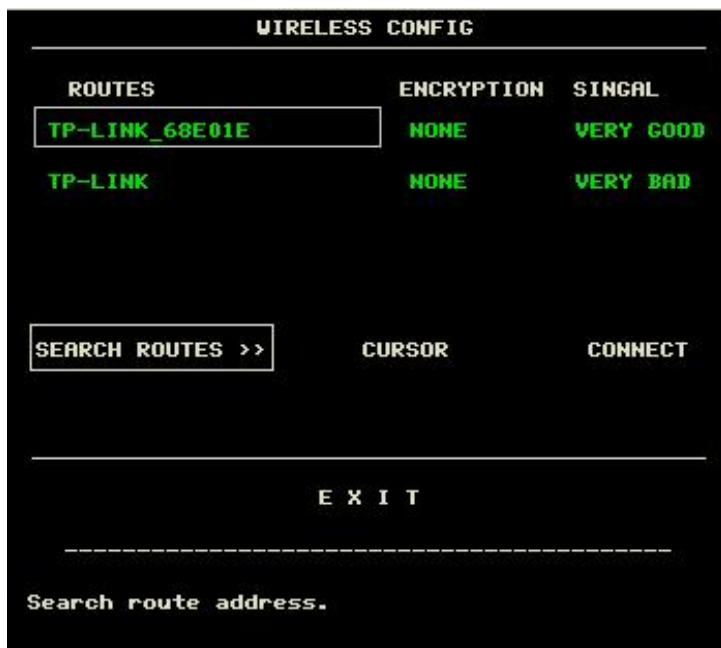 WIRELESS CONFIG
ROUTES ENCRYPTION SINGAL
TP-LINK_68E01E NONE VERY GOOD
TP-LINK NONE VERY BAD
SEARCH ROUTES >> CURSOR CONNECT
E X I T
Search route address.